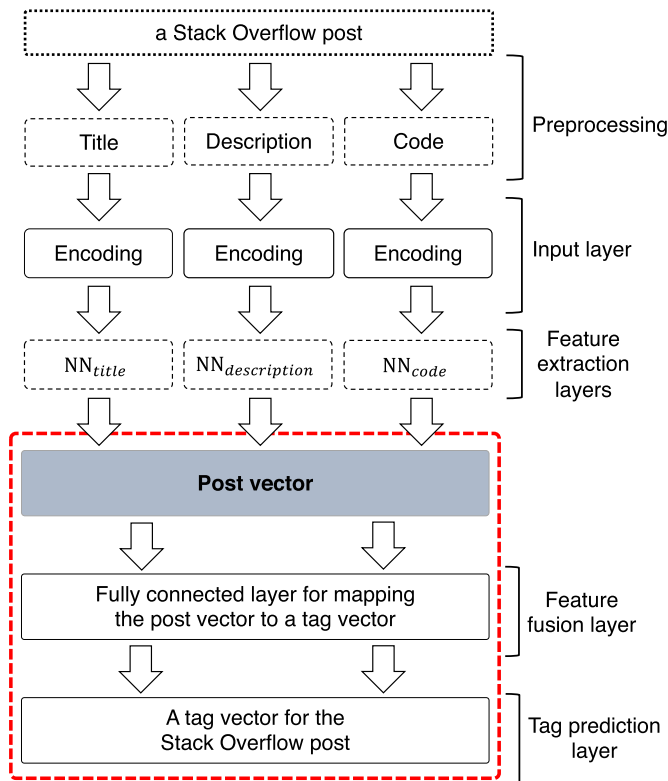 a Stack Overflow post
Preprocessing
Title
Description
Code
Encoding
Encoding
Encoding
Input layer
NN_title
NN_description
NN_code
Feature
extraction
layers
Post vector
Fully connected layer for mapping
the post vector to a tag vector
Feature
fusion layer
A tag vector for the
Stack Overflow post
Tag prediction
layer